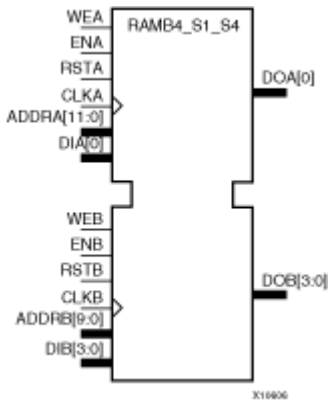 WEA
RAMB4_S1_S4
ENA
RSTA
DOA[0]
CLKA
ADDRA[11:0]
DIA[0]
WEB
ENB
RSTB
DOB[3:0]
CLKB
ADDRB[9:0]
DIB[3:0]
X10606